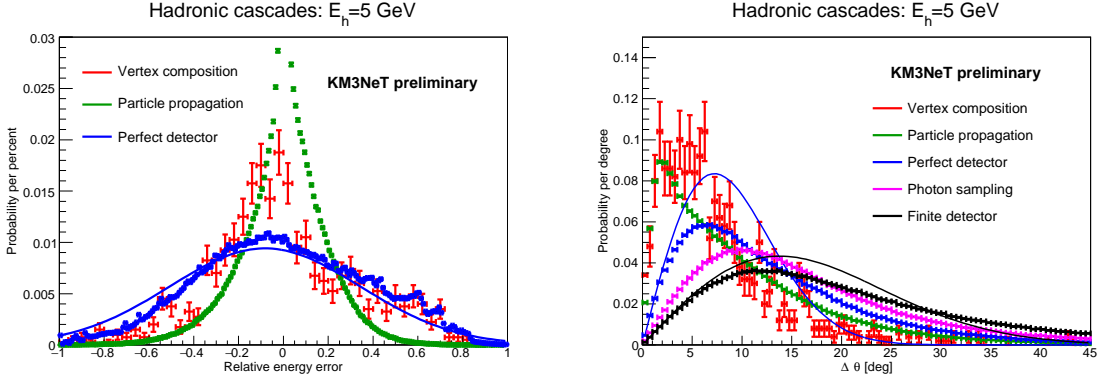 Hadronic cascades: E_h=5 GeV
Probability per percent
0.03
0.025
0.02
0.015
0.01
0.005
0
Vertex composition
Particle propagation
Perfect detector
KM3NeT preliminary
−1 −0.8 −0.6 −0.4 −0.2 0 0.2 0.4 0.6 0.8 1
Relative energy error
Hadronic cascades: E_h=5 GeV
Probability per degree
0.14
0.12
0.1
0.08
0.06
0.04
0.02
0
KM3NeT preliminary
Vertex composition
Particle propagation
Perfect detector
Photon sampling
Finite detector
0 5 10 15 20 25 30 35 40 45
Δ θ [deg]